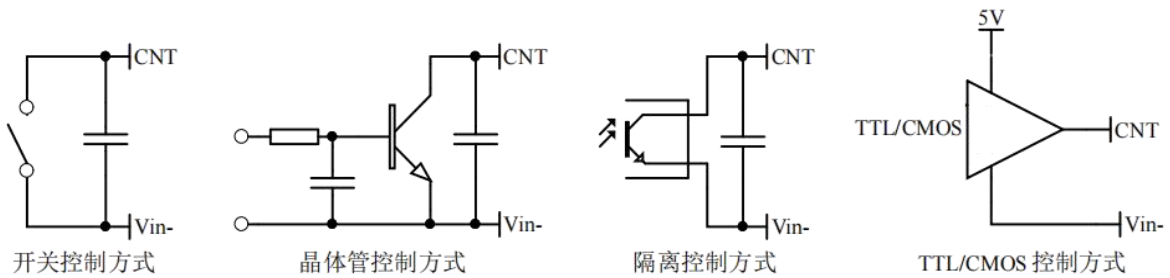 5V
CNT
CNT
CNT
TTL/CMOS
CNT
Vin-
Vin-
Vin-
Vin-
开关控制方式
晶体管控制方式
隔离控制方式
TTL/CMOS 控制方式